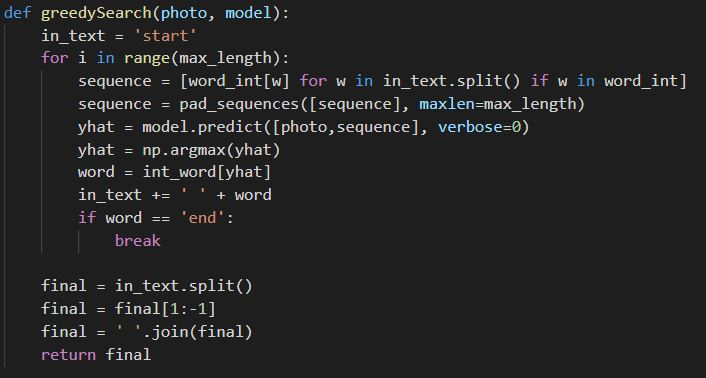 def greedySearch(photo, model):
    in_text = 'start'
    for i in range(max_length):
        sequence = [word_int[w] for w in in_text.split() if w in word_int]
        sequence = pad_sequences([sequence], maxlen=max_length)
        yhat = model.predict([photo,sequence], verbose=0)
        yhat = np.argmax(yhat)
        word = int_word[yhat]
        in_text += ' ' + word
        if word == 'end':
            break

    final = in_text.split()
    final = final[1:-1]
    final = ' '.join(final)
    return final